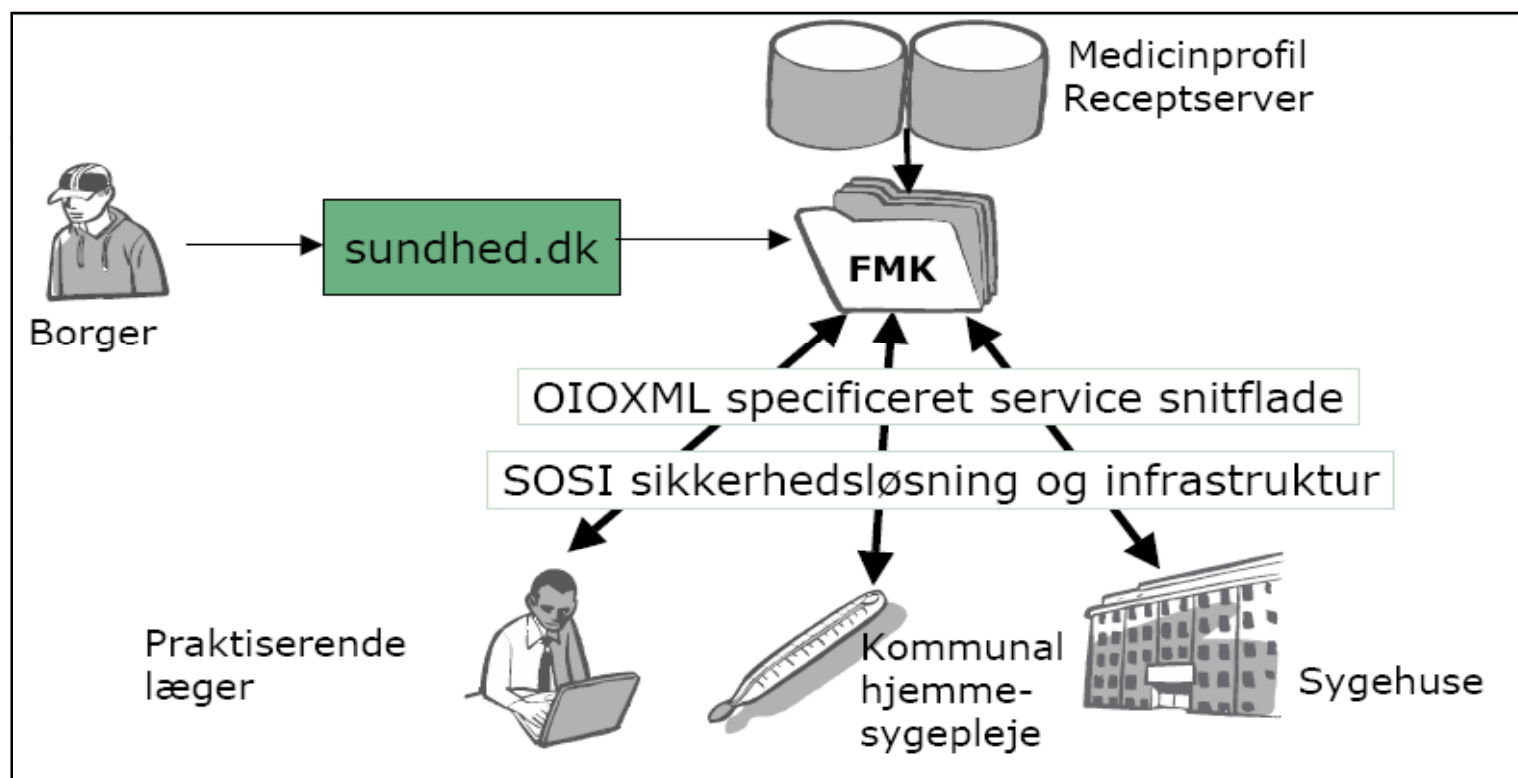 Medicinprofil
Receptserver
sundhed.dk
FMK
Borger
OIOXML specificeret service snitflade
SOSI sikkerhedsløsning og infrastruktur
Praktiserende
læger
Kommunal
hjemme-
sygepleje
Sygehuse